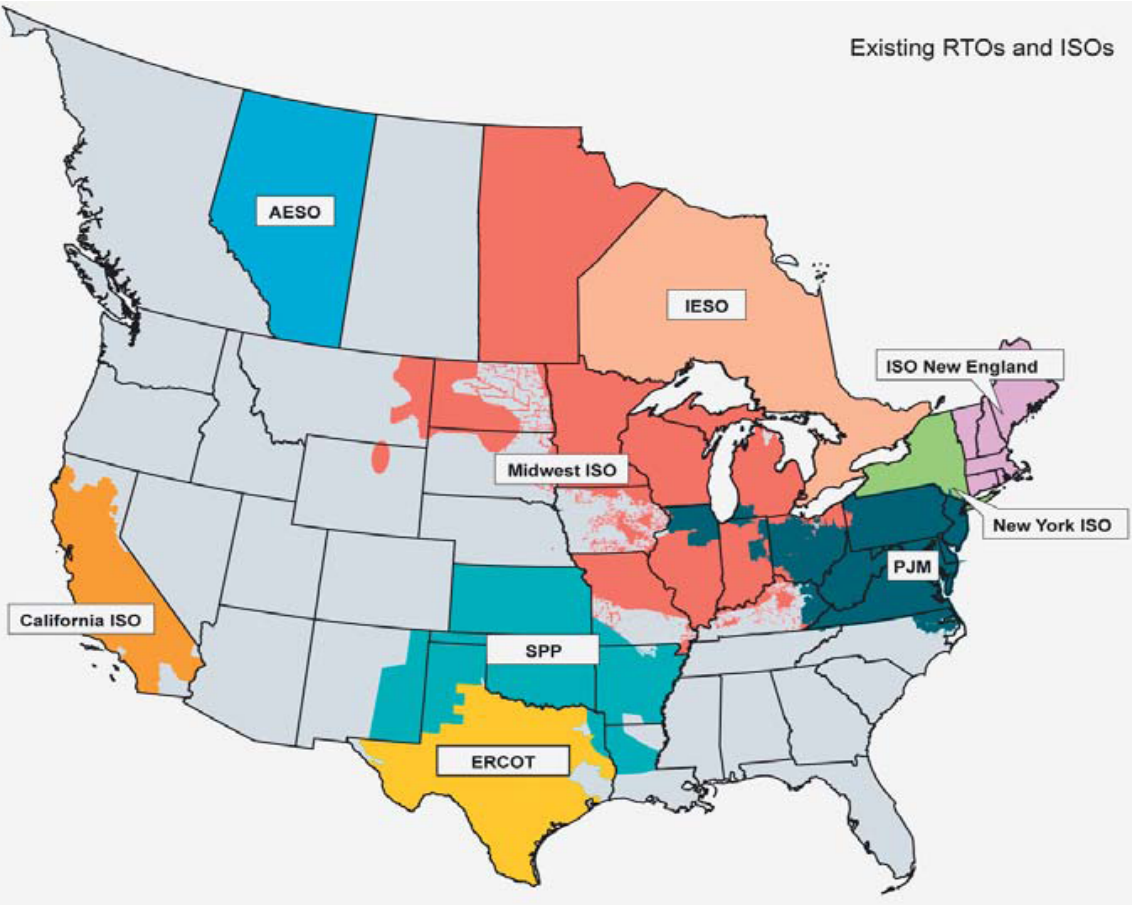 Existing RTOs and ISOs
AESO
IESO
ISO New England
Midwest ISO
New York ISO
PJM
California ISO
SPP
ERCOT